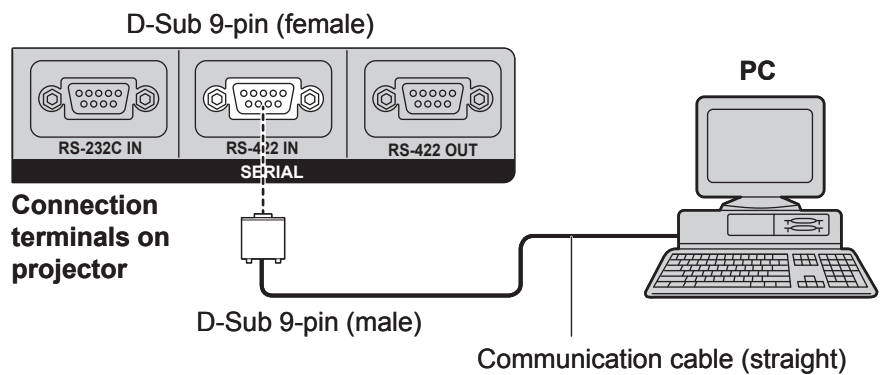 D-Sub 9-pin (female)
PC
RS-232C IN
RS-422 IN
RS-422 OUT
SERIAL
Connection
terminals on
projector
D-Sub 9-pin (male)
Communication cable (straight)